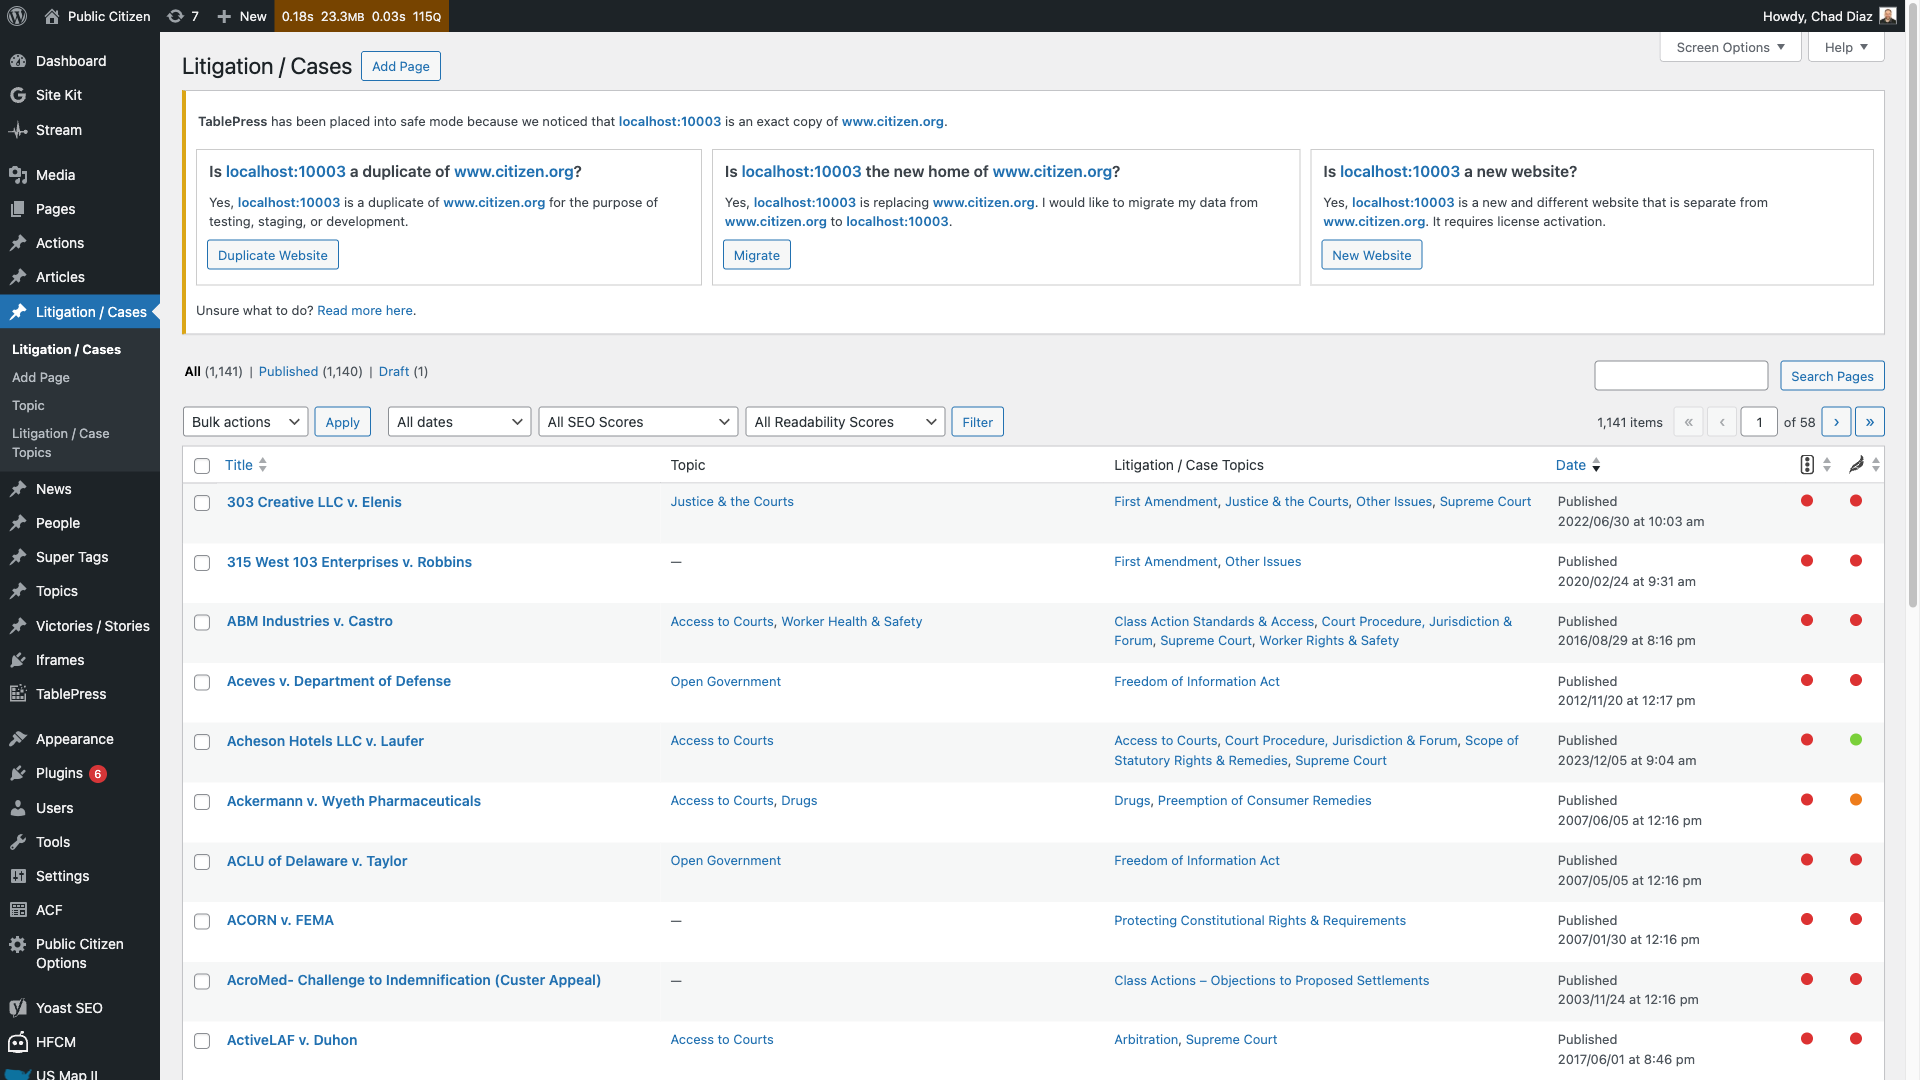 Public Citizen 7 New 0.18s 23.3MB 0.03s 115Q Howdy, Chad Diaz
Screen Options Help
Dashboard
Site Kit
Stream
Media
Pages
Actions
Articles
Litigation / Cases
Litigation / Cases
Add Page
Topic
Litigation / Case
Topics
News
People
Super Tags
Topics
Victories / Stories
Iframes
TablePress
Appearance
Plugins 6
Users
Tools
Settings
ACF
Public Citizen
Options
Yoast SEO
HFCM
US Map II
Litigation / Cases Add Page
TablePress has been placed into safe mode because we noticed that localhost:10003 is an exact copy of www.citizen.org.
Is localhost:10003 a duplicate of www.citizen.org?
Yes, localhost:10003 is a duplicate of www.citizen.org for the purpose of
testing, staging, or development.
Duplicate Website
Is localhost:10003 the new home of www.citizen.org?
Yes, localhost:10003 is replacing www.citizen.org. I would like to migrate my data from
www.citizen.org to localhost:10003.
Migrate
Is localhost:10003 a new website?
Yes, localhost:10003 is a new and different website that is separate from
www.citizen.org. It requires license activation.
New Website
Unsure what to do? Read more here.
All (1,141) | Published (1,140) | Draft (1)
Search Pages
Bulk actions Apply All dates All SEO Scores All Readability Scores Filter 1,141 items « ‹ 1 of 58 › »
Title Topic Litigation / Case Topics Date
303 Creative LLC v. Elenis Justice & the Courts First Amendment, Justice & the Courts, Other Issues, Supreme Court Published
2022/06/30 at 10:03 am
315 West 103 Enterprises v. Robbins — First Amendment, Other Issues Published
2020/02/24 at 9:31 am
ABM Industries v. Castro Access to Courts, Worker Health & Safety Class Action Standards & Access, Court Procedure, Jurisdiction & Published
Forum, Supreme Court, Worker Rights & Safety 2016/08/29 at 8:16 pm
Aceves v. Department of Defense Open Government Freedom of Information Act Published
2012/11/20 at 12:17 pm
Acheson Hotels LLC v. Laufer Access to Courts Access to Courts, Court Procedure, Jurisdiction & Forum, Scope of Published
Statutory Rights & Remedies, Supreme Court 2023/12/05 at 9:04 am
Ackermann v. Wyeth Pharmaceuticals Access to Courts, Drugs Drugs, Preemption of Consumer Remedies Published
2007/06/05 at 12:16 pm
ACLU of Delaware v. Taylor Open Government Freedom of Information Act Published
2007/05/05 at 12:16 pm
ACORN v. FEMA — Protecting Constitutional Rights & Requirements Published
2007/01/30 at 12:16 pm
AcroMed- Challenge to Indemnification (Custer Appeal) — Class Actions – Objections to Proposed Settlements Published
2003/11/24 at 12:16 pm
ActiveLAF v. Duhon Access to Courts Arbitration, Supreme Court Published
2017/06/01 at 8:46 pm